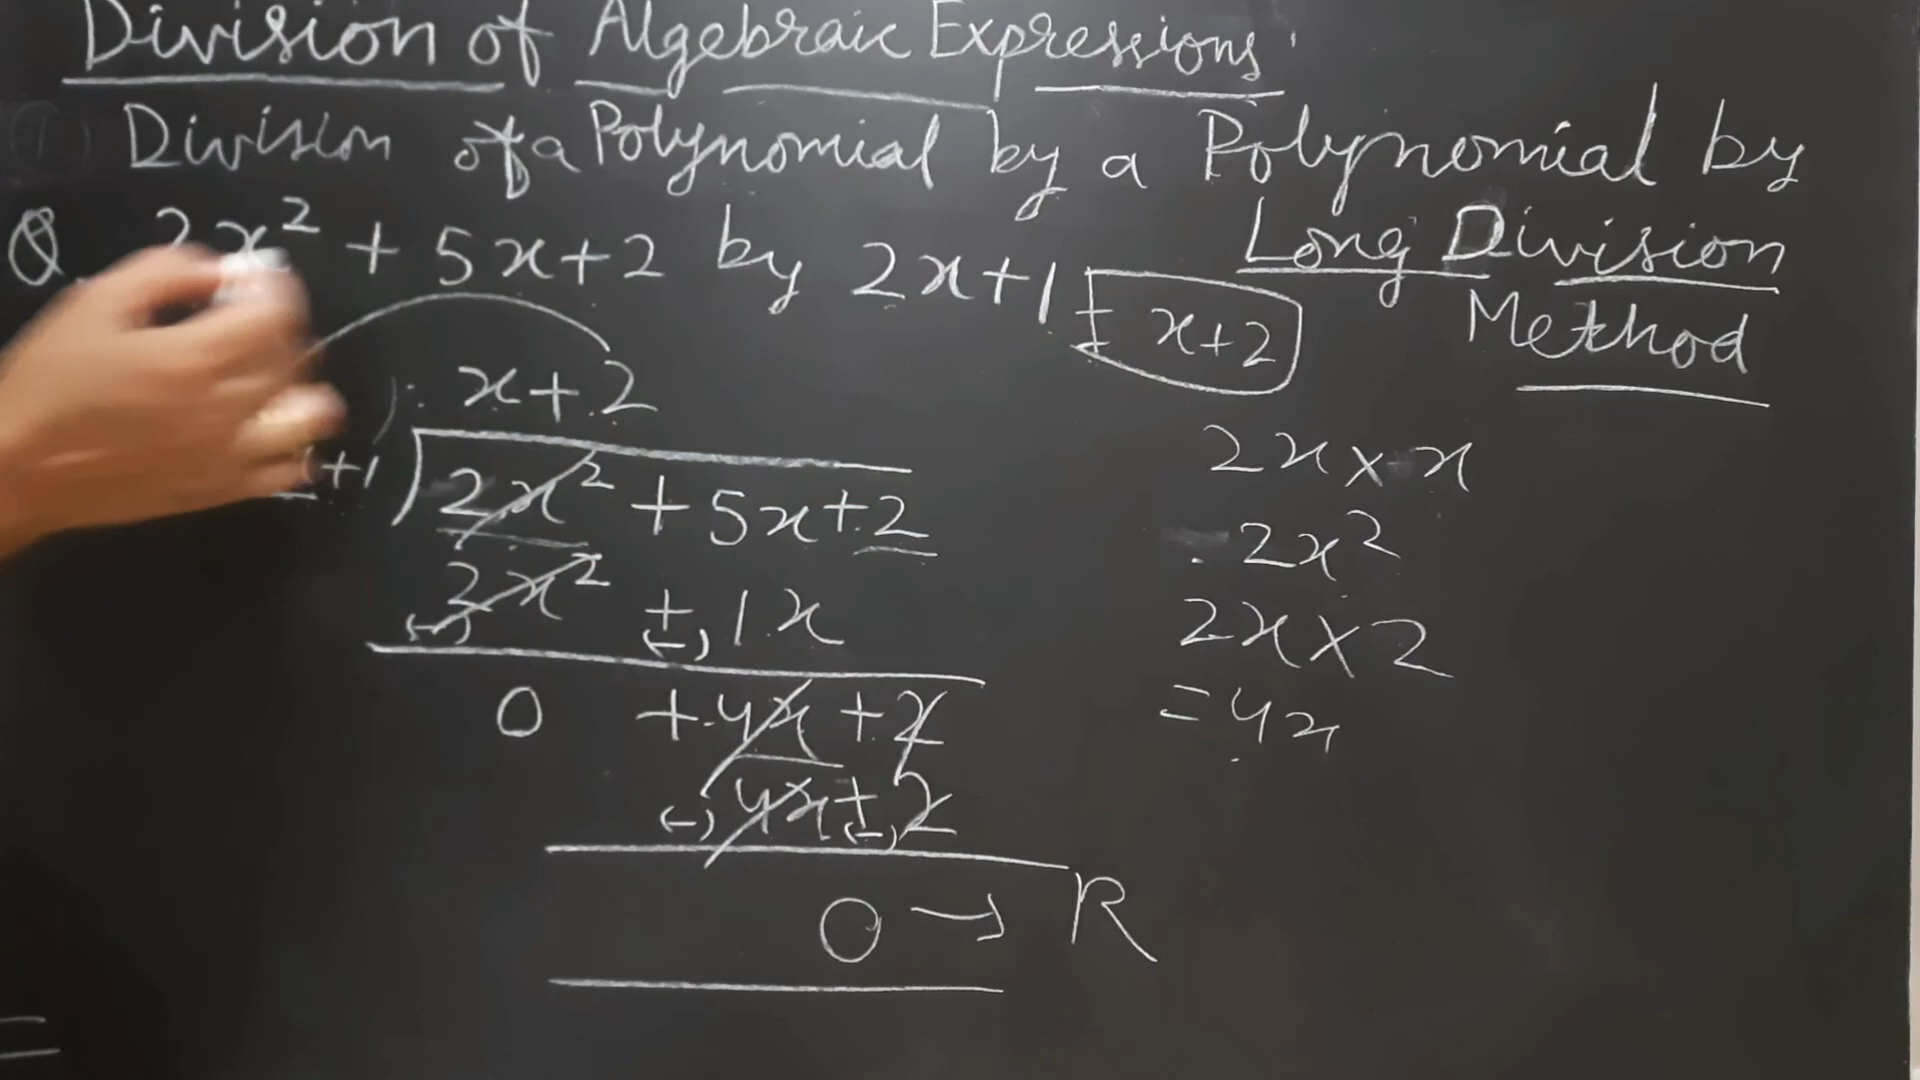 Division of Algebraic Expressions.
Division of a Polynomial by a Polynomial by
Long Division
Method
Q. 2x² + 5x+2 by 2x+1 = x+2
x+2
+1 ) 2x² + 5x+2
2x² + 1x
(-) (-)
0 +4x +2
4x+2
(-) (-)
0 → R
2x × x
2x²
2x × 2
= 4x
=